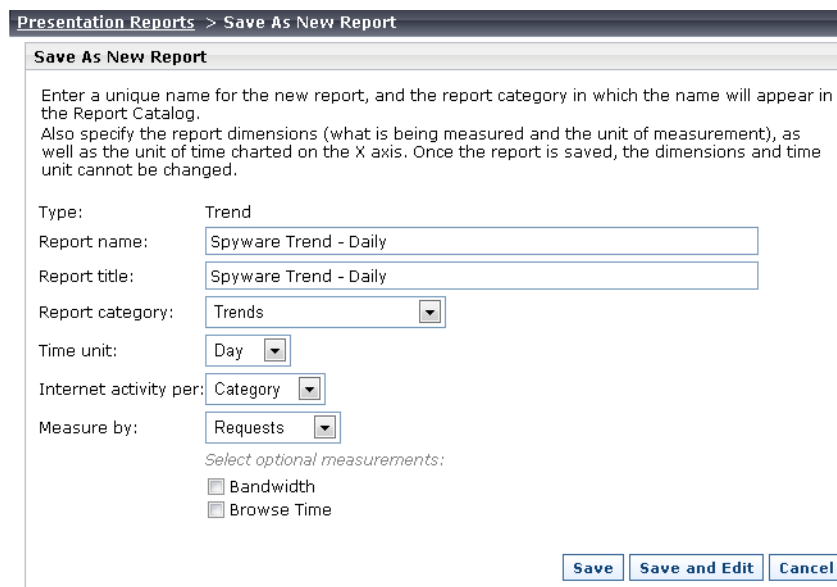 Presentation Reports > Save As New Report
Save As New Report
Enter a unique name for the new report, and the report category in which the name will appear in
the Report Catalog.
Also specify the report dimensions (what is being measured and the unit of measurement), as
well as the unit of time charted on the X axis. Once the report is saved, the dimensions and time
unit cannot be changed.
Type: Trend
Report name: Spyware Trend - Daily
Report title: Spyware Trend - Daily
Report category: Trends
Time unit: Day
Internet activity per: Category
Measure by: Requests
Select optional measurements:
Bandwidth
Browse Time
Save Save and Edit Cancel